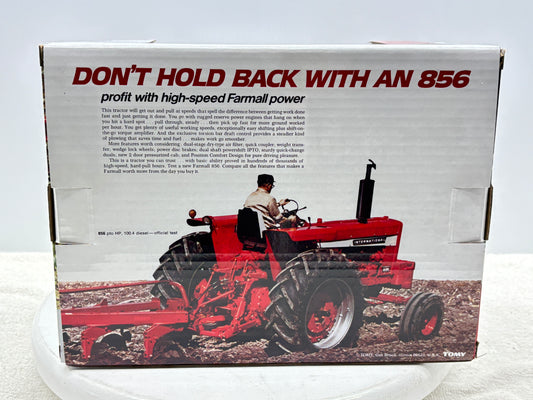 DON'T HOLD BACK WITH AN 856
profit with high-speed Farmall power
This tractor will get out and pull at speeds that spell the difference between getting work done
fast and just getting it done. You go with rugged reserve power engines that hang on when
you hit a hard spot . . . pull through, steady . . . then pick up fast for more ground worked
per hour. You get plenty of useful working speeds, exceptionally easy shifting plus shift-on-
the-go torque amplifier. And the exclusive torsion bar draft control provides a steadier kind
of plowing that saves time and fuel . . . makes work go smoother.
More features worth considering . . . dual-stage dry-type air filter, quick coupler, weight trans-
fer, wedge lock wheels, power disc brakes, dual shaft powershift IPTO, sturdy quick-change
duals, new 2 door pressurized cab, and Position Comfort Design for pure driving pleasure.
This is a tractor you can trust . . . with basic ability proved in hundreds of thousands of
high-speed, hard-pull hours. Test a new Farmall 856. Compare all the features that makes a
Farmall worth more from the day you buy it.
856 pto HP, 100.4 diesel—official test
INTERNATIONAL
TOMY